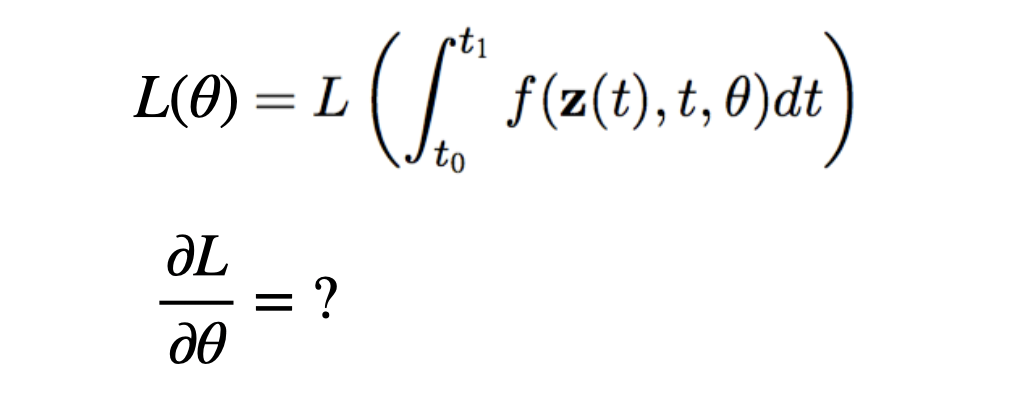 L(θ) = L ( ∫_{t_0}^{t_1} f(𝐳(t), t, θ)dt )
∂L/∂θ = ?